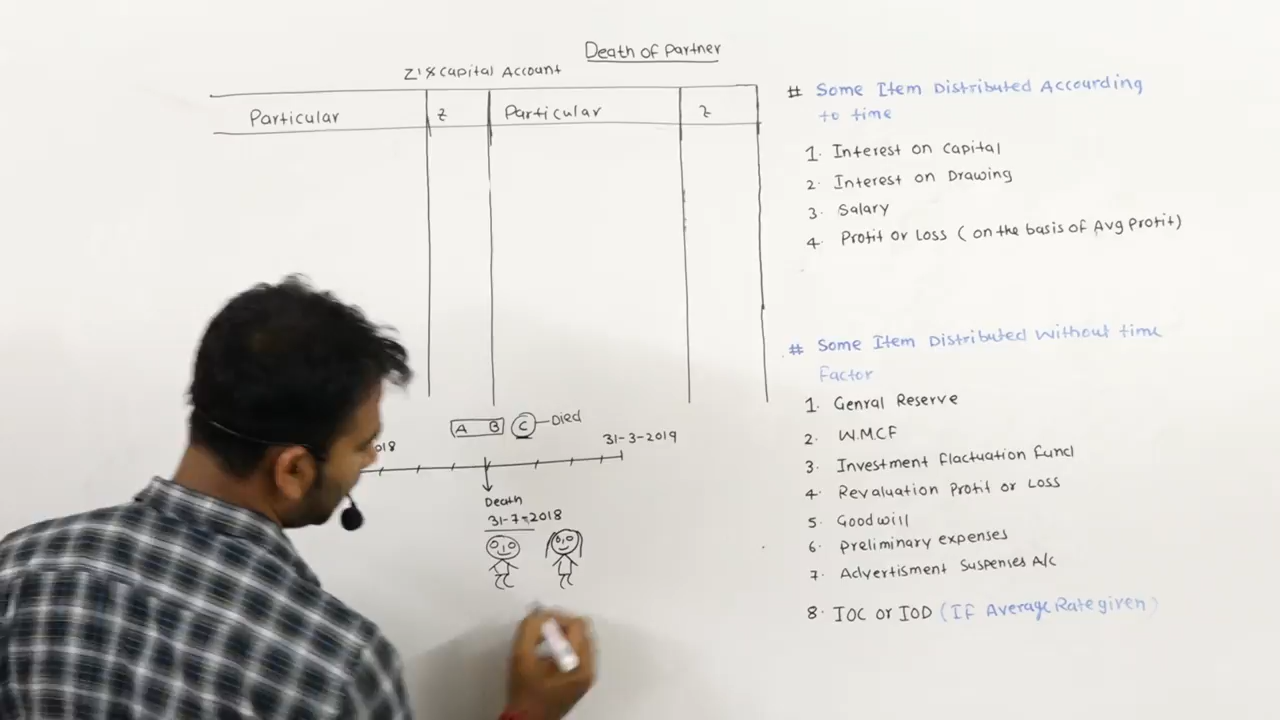 Death of Partner
Z's Capital Account
Particular Z Particular Z
# Some Item Distributed Accourding
to time
1. Interest on Capital
2. Interest on Drawing
3. Salary
4. Profit or Loss ( on the basis of Avg Profit)
# Some Item Distributed Without time
Factor
1. Genral Reserve
2. W.M.C.F
3. Investment Flactuation Fund
4. Revaluation Profit or Loss
5. Goodwill
6. Preliminary expenses
7. Advertisment Suspenses A/c
8. IOC or IOD (If Average Rate given)
A B C Died
018 31-3-2019
Death
31-7-2018